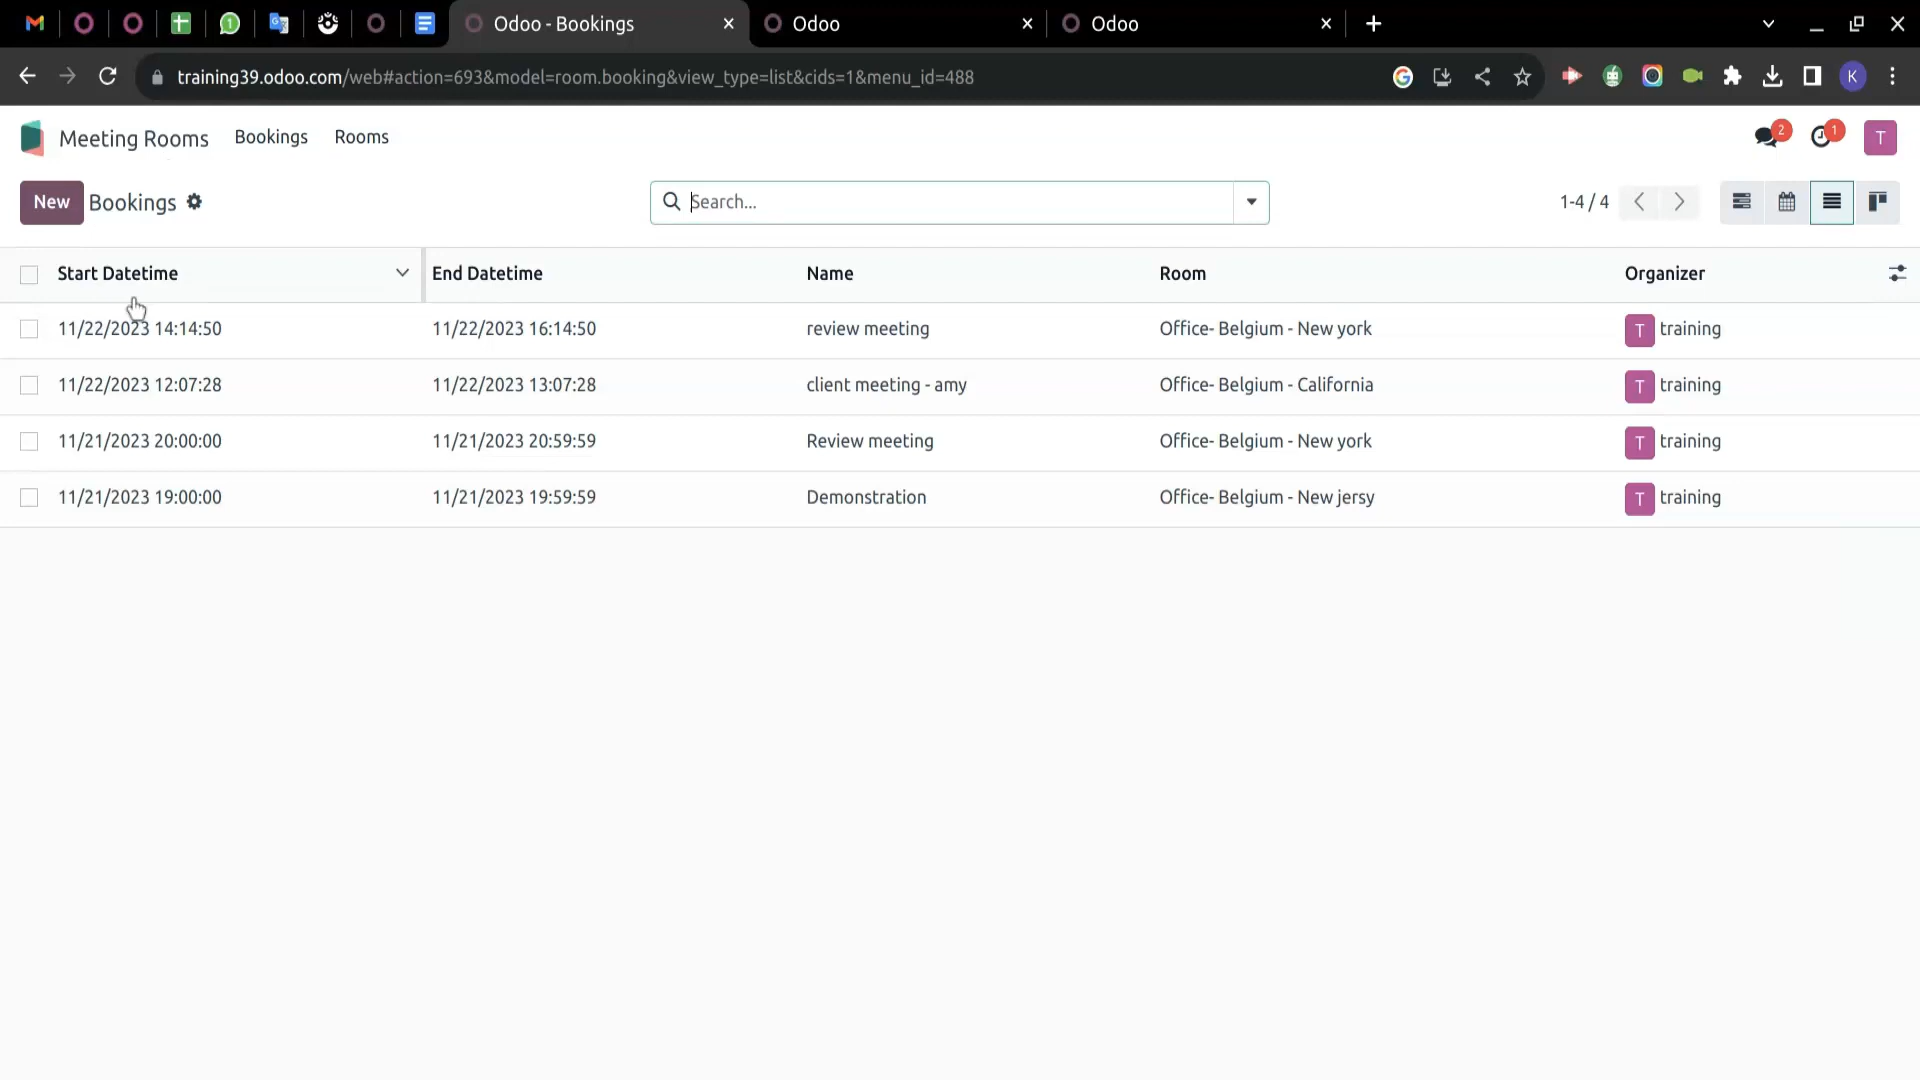 1
Odoo - Bookings
Odoo
Odoo
training39.odoo.com/web#action=693&model=room.booking&view_type=list&cids=1&menu_id=488
K
Meeting Rooms
Bookings
Rooms
2
1
T
New
Bookings
Search...
1-4 / 4
Start Datetime
End Datetime
Name
Room
Organizer
11/22/2023 14:14:50
11/22/2023 16:14:50
review meeting
Office- Belgium - New york
T
training
11/22/2023 12:07:28
11/22/2023 13:07:28
client meeting - amy
Office- Belgium - California
T
training
11/21/2023 20:00:00
11/21/2023 20:59:59
Review meeting
Office- Belgium - New york
T
training
11/21/2023 19:00:00
11/21/2023 19:59:59
Demonstration
Office- Belgium - New jersy
T
training